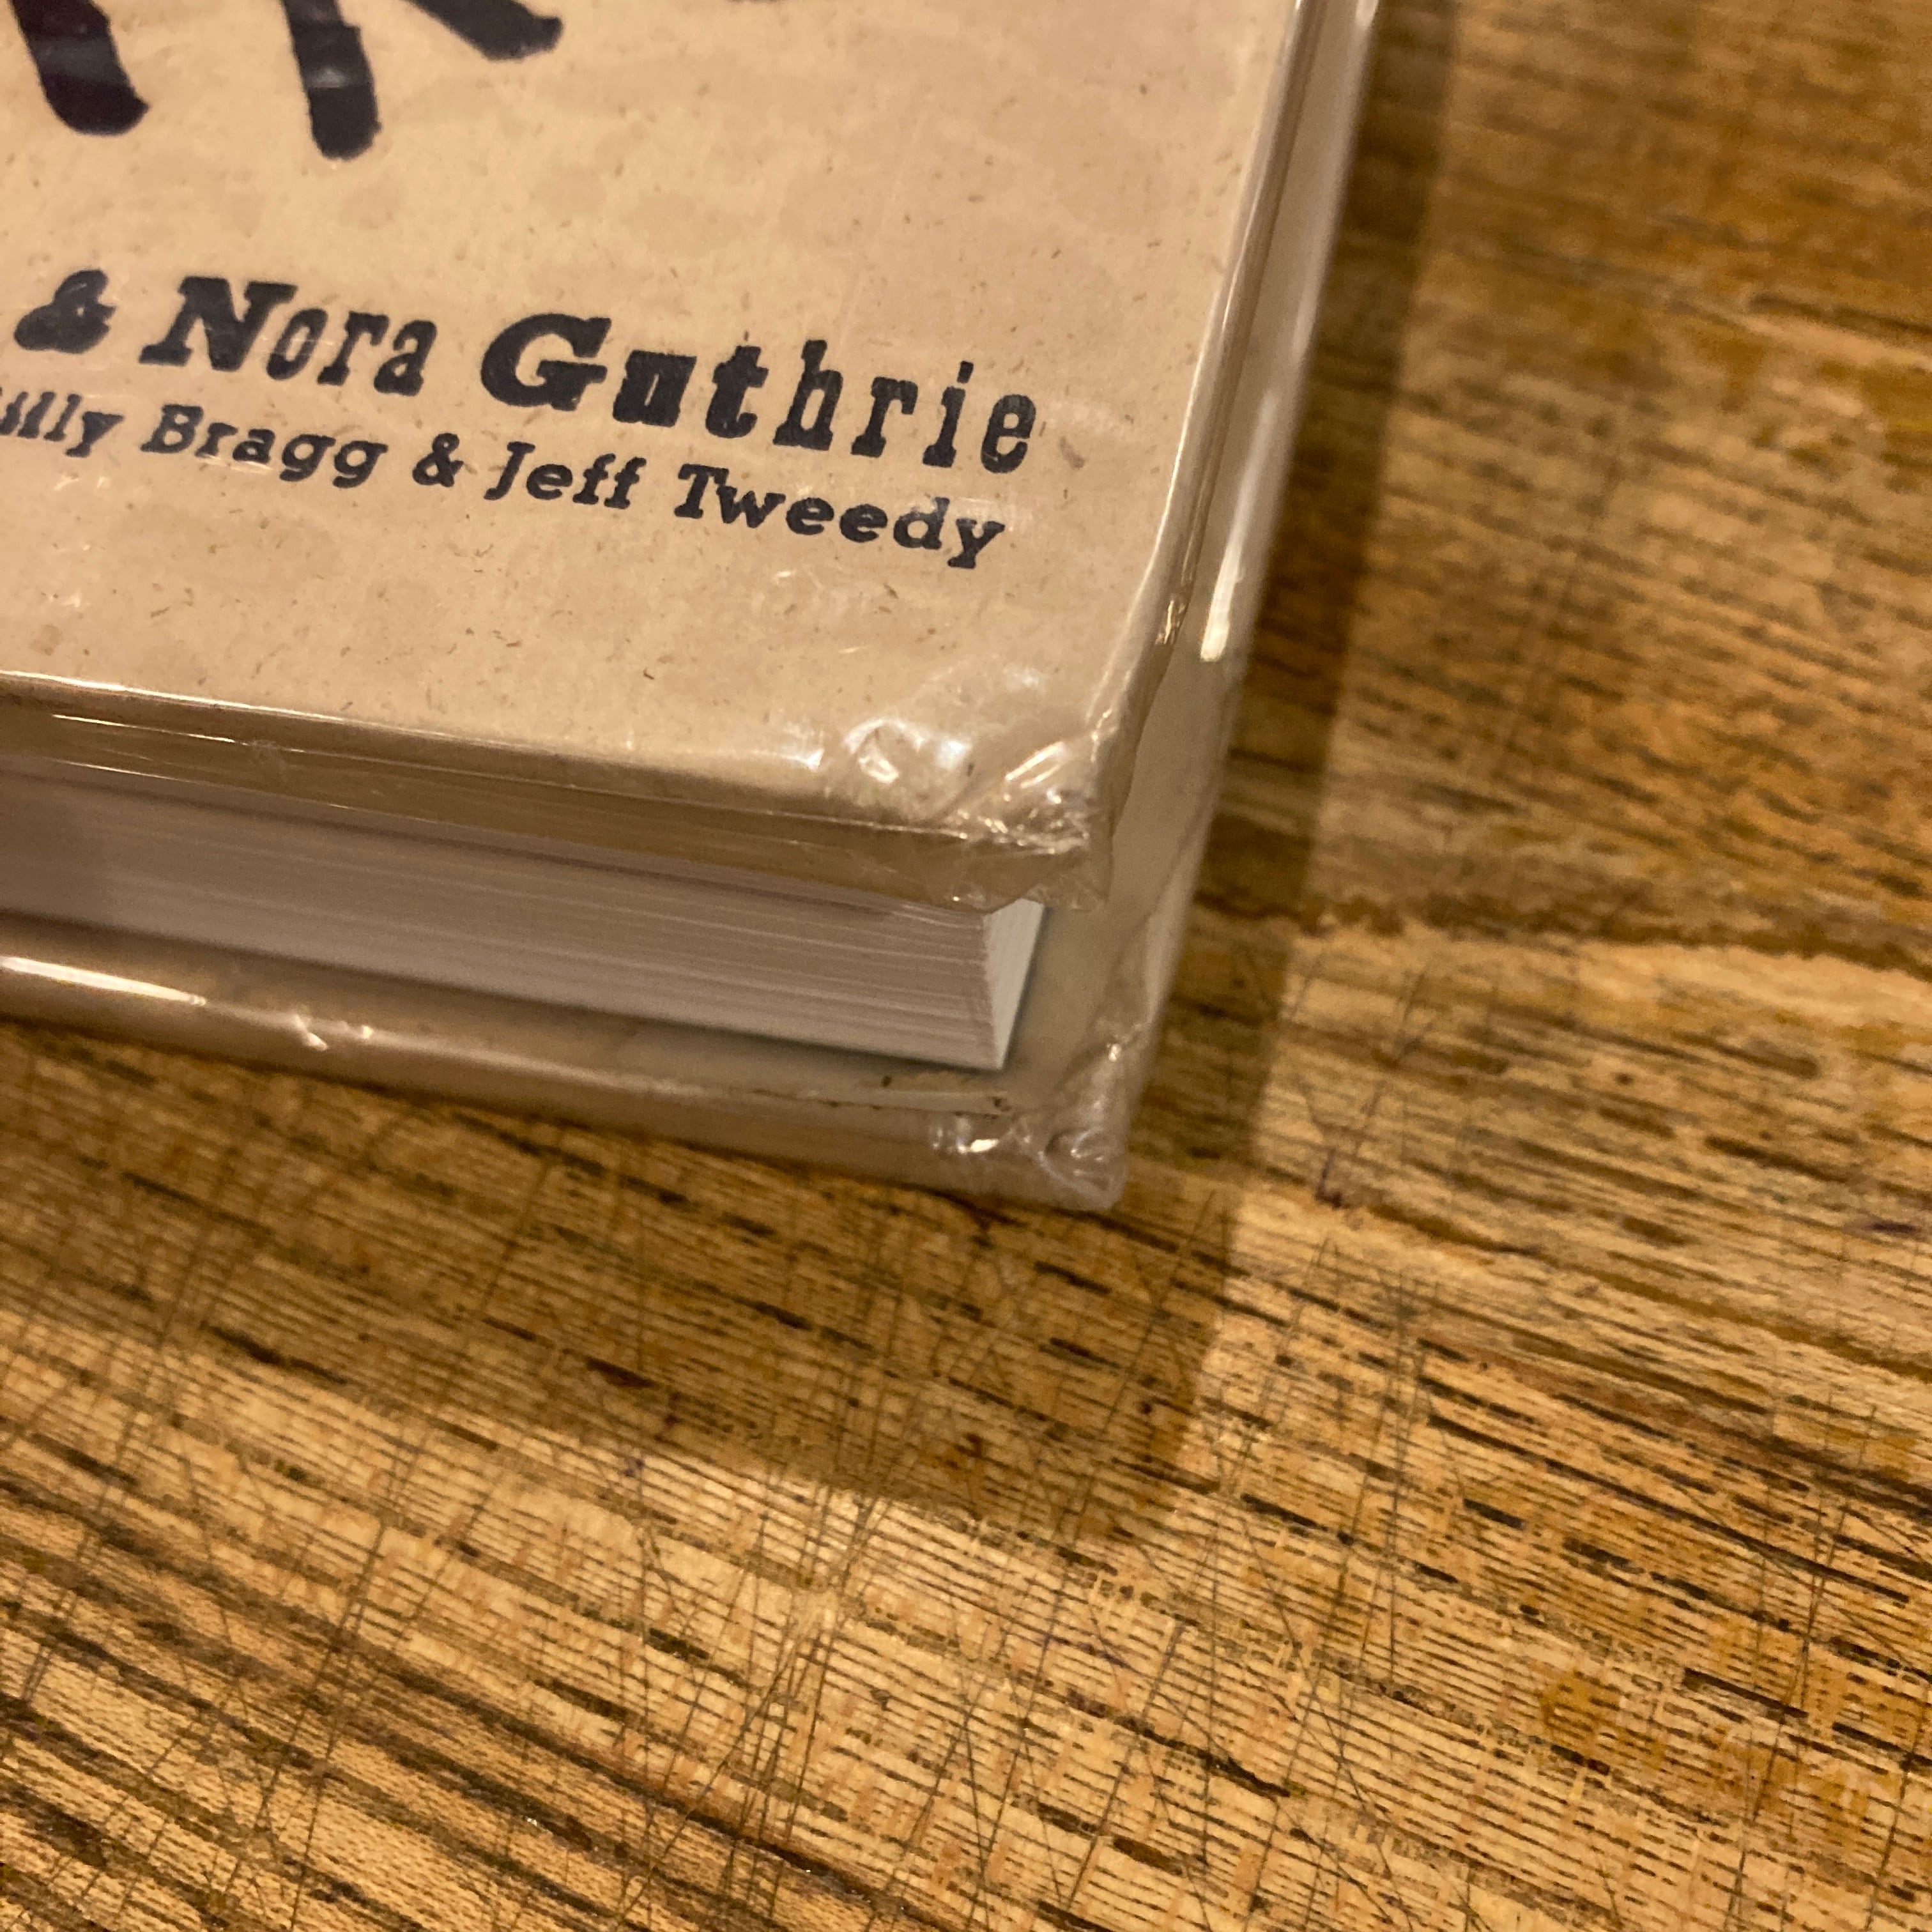 & Nora Guthrie
Bragg & Jeff Tweedy